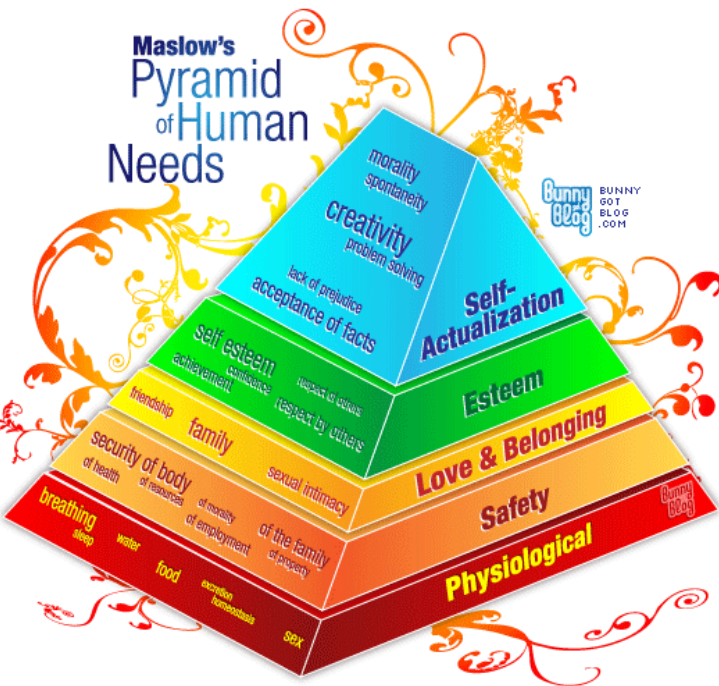 Maslow's
Pyramid
of Human
Needs
Bunny
Blog
BUNNY
GOT
BLOG
.COM
morality
spontaneity
creativity
problem solving
lack of prejudice
acceptance of facts
Self-
Actualization
self esteem
confidence
respect of others
achievement
respect by others
Esteem
friendship
family
sexual intimacy
Love & Belonging
security of body
of health
of resources
of morality
of employment
of the family
of property
Safety
Bunny
Blog
breathing
sleep
water
food
excretion
homeostasis
sex
Physiological